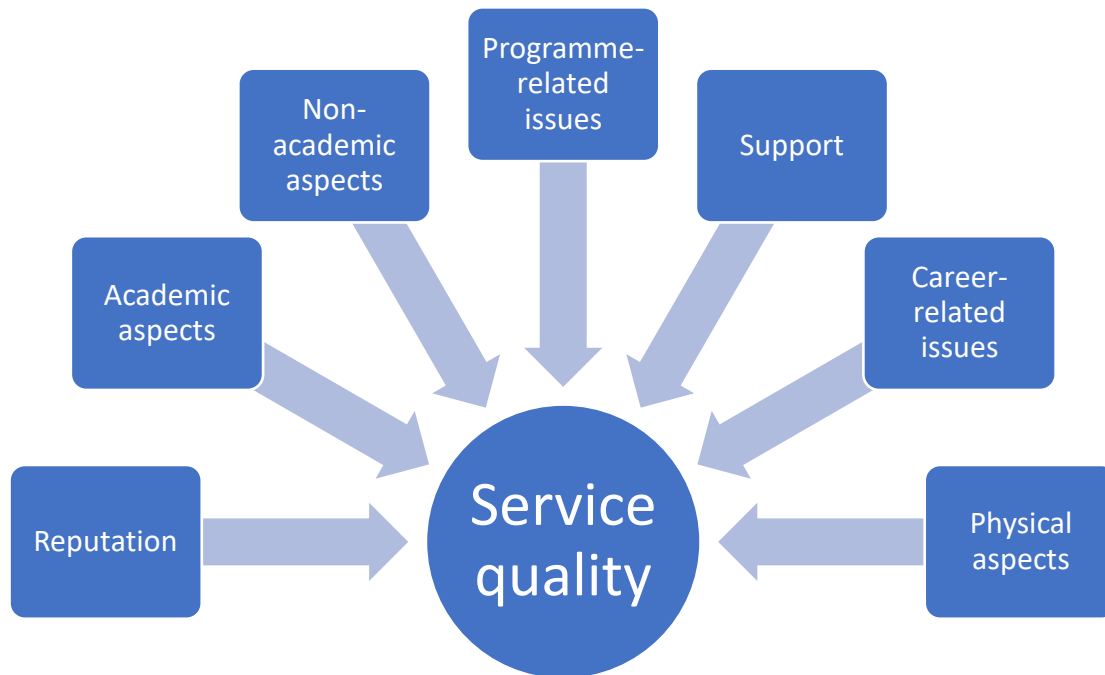 Programme-
related
issues
Non-
academic
aspects
Support
Academic
aspects
Career-
related
issues
Reputation
Service
quality
Physical
aspects